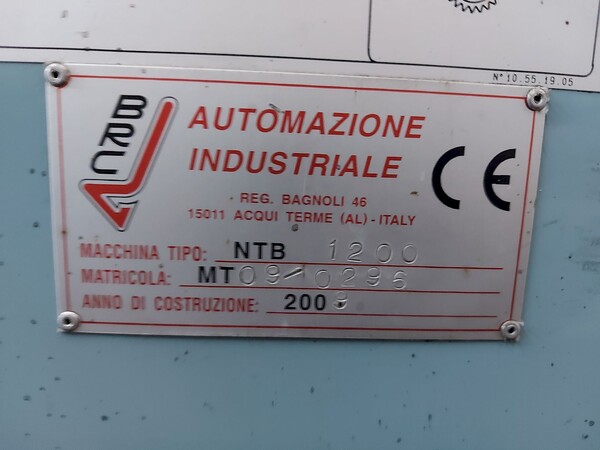 N° 10.55.19.05
BRC
AUTOMAZIONE
INDUSTRIALE
CE
REG. BAGNOLI 46
15011 ACQUI TERME (AL) - ITALY
MACCHINA TIPO: NTB 1200
MATRICOLA: MT09-0296
ANNO DI COSTRUZIONE: 2009